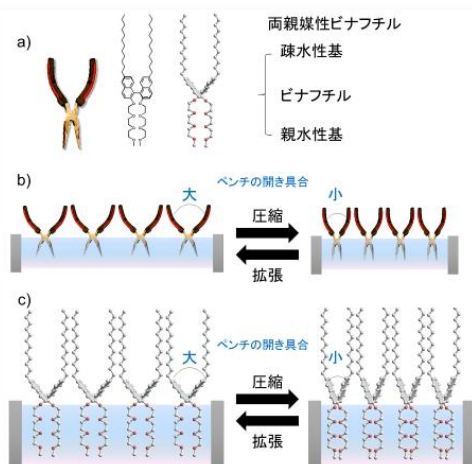 a)
両親媒性ビナフチル
疎水性基
ビナフチル
親水性基
b)
大
ペンチの開き具合
小
圧縮
拡張
c)
大
ペンチの開き具合
小
圧縮
拡張